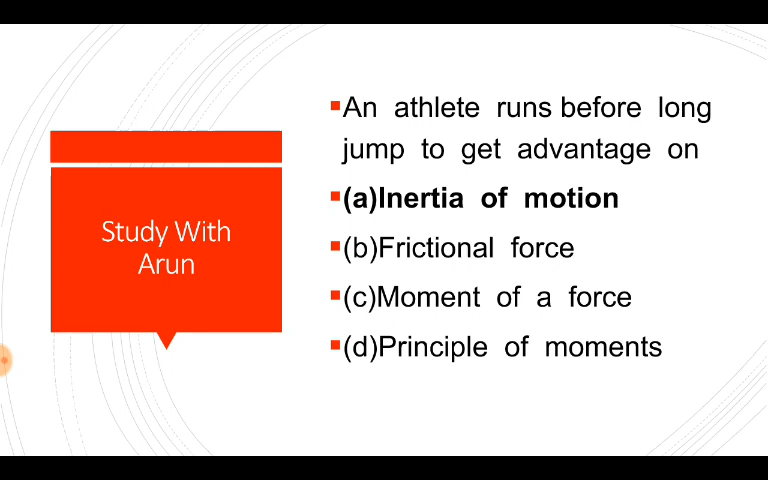 Study With
Arun
An athlete runs before long
jump to get advantage on
(a)Inertia of motion
(b)Frictional force
(c)Moment of a force
(d)Principle of moments